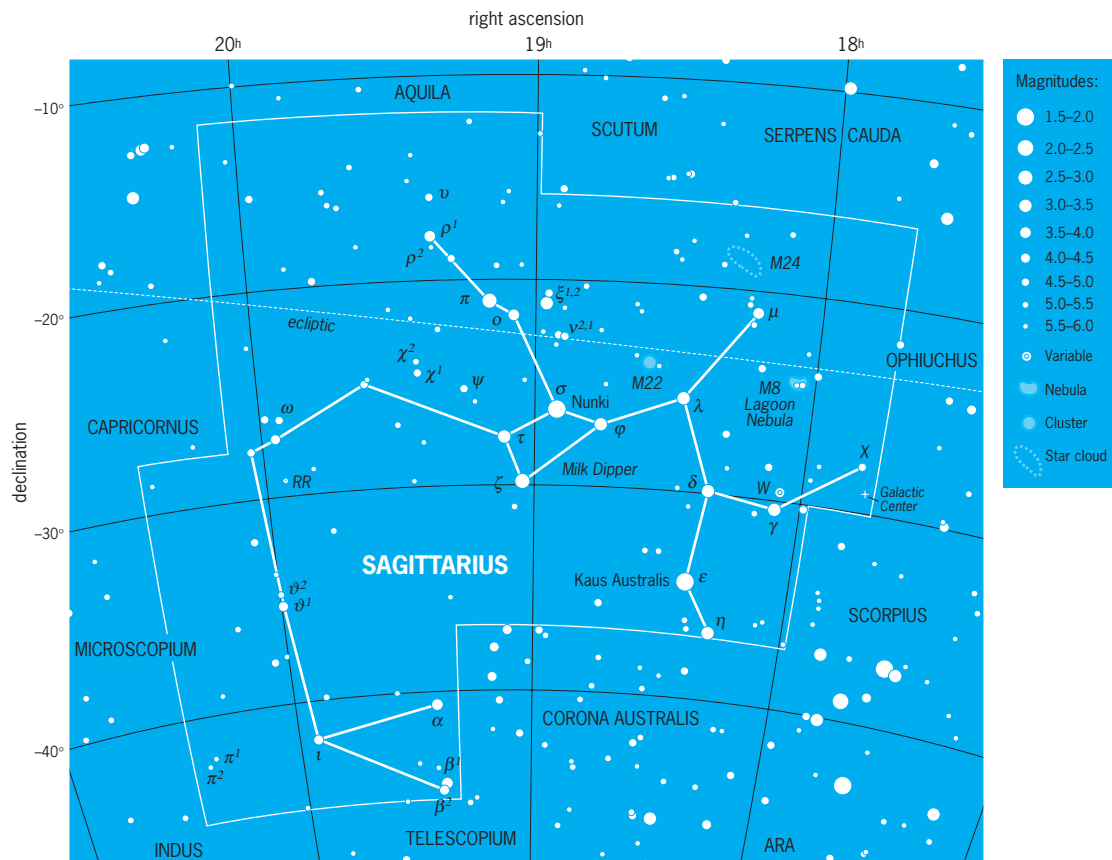 right ascension
20h
19h
18h
Magnitudes:
1.5–2.0
2.0–2.5
2.5–3.0
3.0–3.5
3.5–4.0
4.0–4.5
4.5–5.0
5.0–5.5
5.5–6.0
Variable
Nebula
Cluster
Star cloud
declination
–10°
–20°
–30°
–40°
AQUILA
SCUTUM
SERPENS CAUDA
υ
ρ1
ρ2
M24
π
ο
ξ1,2
μ
ecliptic
ν2,1
OPHIUCHUS
χ2
χ1
ψ
M22
M8
Lagoon
Nebula
σ
Nunki
λ
ω
CAPRICORNUS
τ
φ
X
ζ
Milk Dipper
RR
δ
W
Galactic
Center
γ
SAGITTARIUS
Kaus Australis
ε
ϑ2
ϑ1
η
SCORPIUS
MICROSCOPIUM
α
CORONA AUSTRALIS
ι
π1
π2
β1
β2
TELESCOPIUM
INDUS
ARA